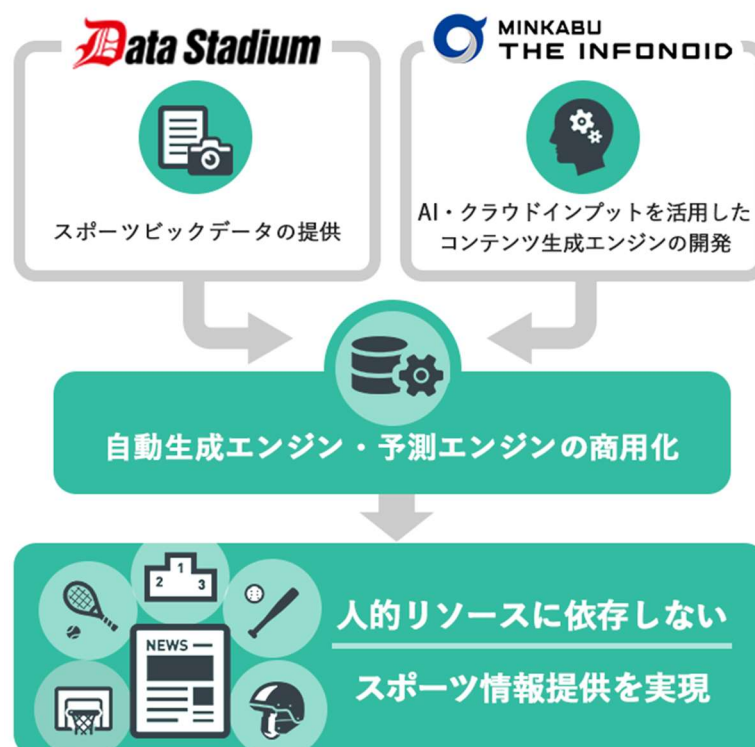 Data Stadium
MINKABU
THE INFONOID
スポーツビックデータの提供
AI・クラウドインプットを活用した
コンテンツ生成エンジンの開発
自動生成エンジン・予測エンジンの商用化
1
2
3
NEWS
人的リソースに依存しない
スポーツ情報提供を実現